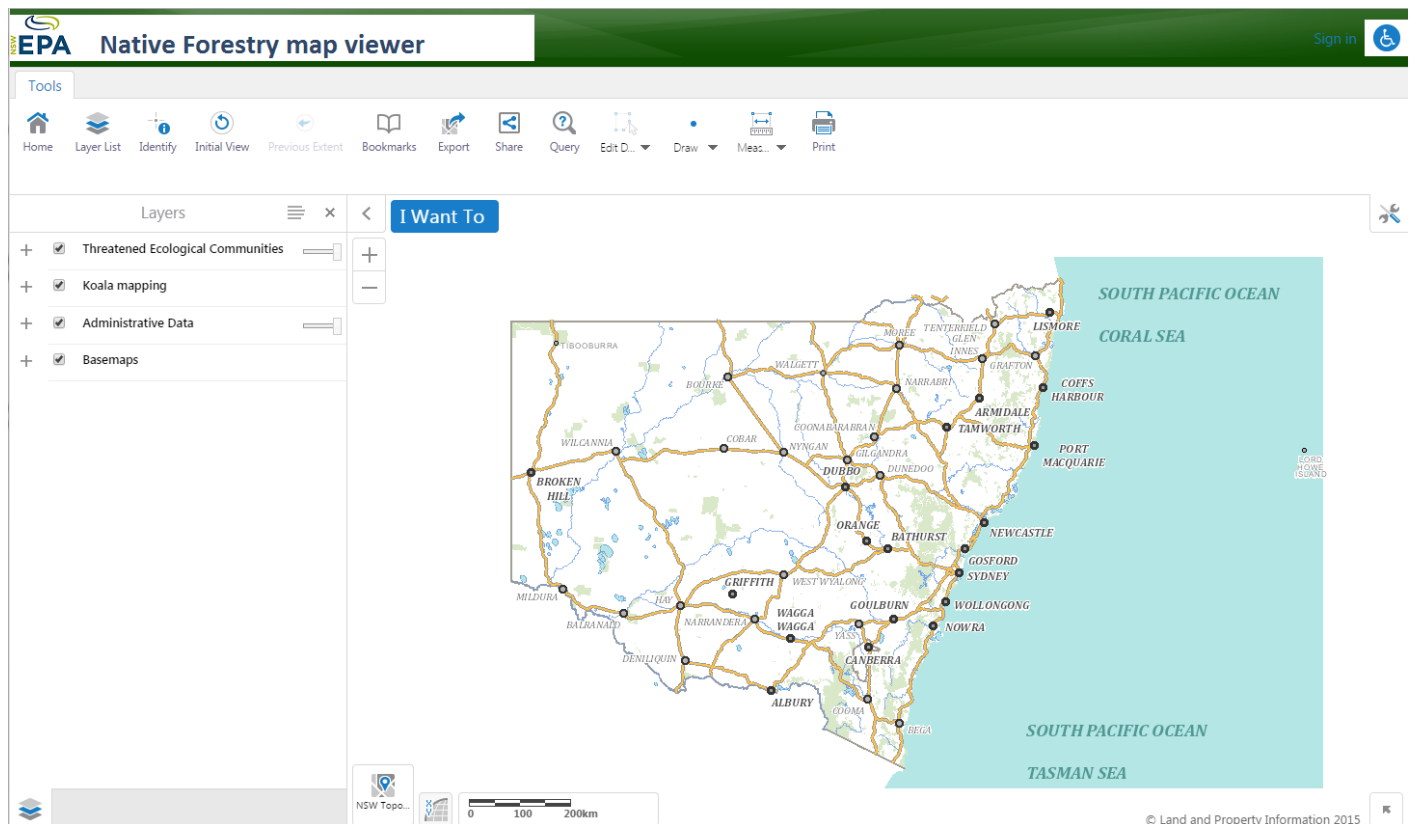 NSW EPA
Native Forestry map viewer
Sign in
Tools
Home
Layer List
Identify
Initial View
Previous Extent
Bookmarks
Export
Share
Query
Edit D...
Draw
Meas...
Print
Layers
I Want To
Threatened Ecological Communities
Koala mapping
Administrative Data
Basemaps
SOUTH PACIFIC OCEAN
CORAL SEA
TENTERFIELD
LISMORE
MOREE
GLEN
INNES
TIBOOBURRA
WALGETT
GRAFTON
BOURKE
NARRABRI
COFFS
HARBOUR
ARMIDALE
COONABARABRAN
TAMWORTH
WILCANNIA
COBAR
NYNGAN
GILGANDRA
PORT
MACQUARIE
DUBBO
DUNEDOO
LORD
HOWE
ISLAND
BROKEN
HILL
ORANGE
BATHURST
NEWCASTLE
GOSFORD
SYDNEY
GRIFFITH
WEST WYALONG
MILDURA
HAY
GOULBURN
WOLLONGONG
BALRANALD
NARRANDERA
WAGGA
WAGGA
YASS
NOWRA
DENILIQUIN
CANBERRA
ALBURY
COOMA
BEGA
SOUTH PACIFIC OCEAN
TASMAN SEA
NSW Topo...
X
Y
0 100 200km
© Land and Property Information 2015